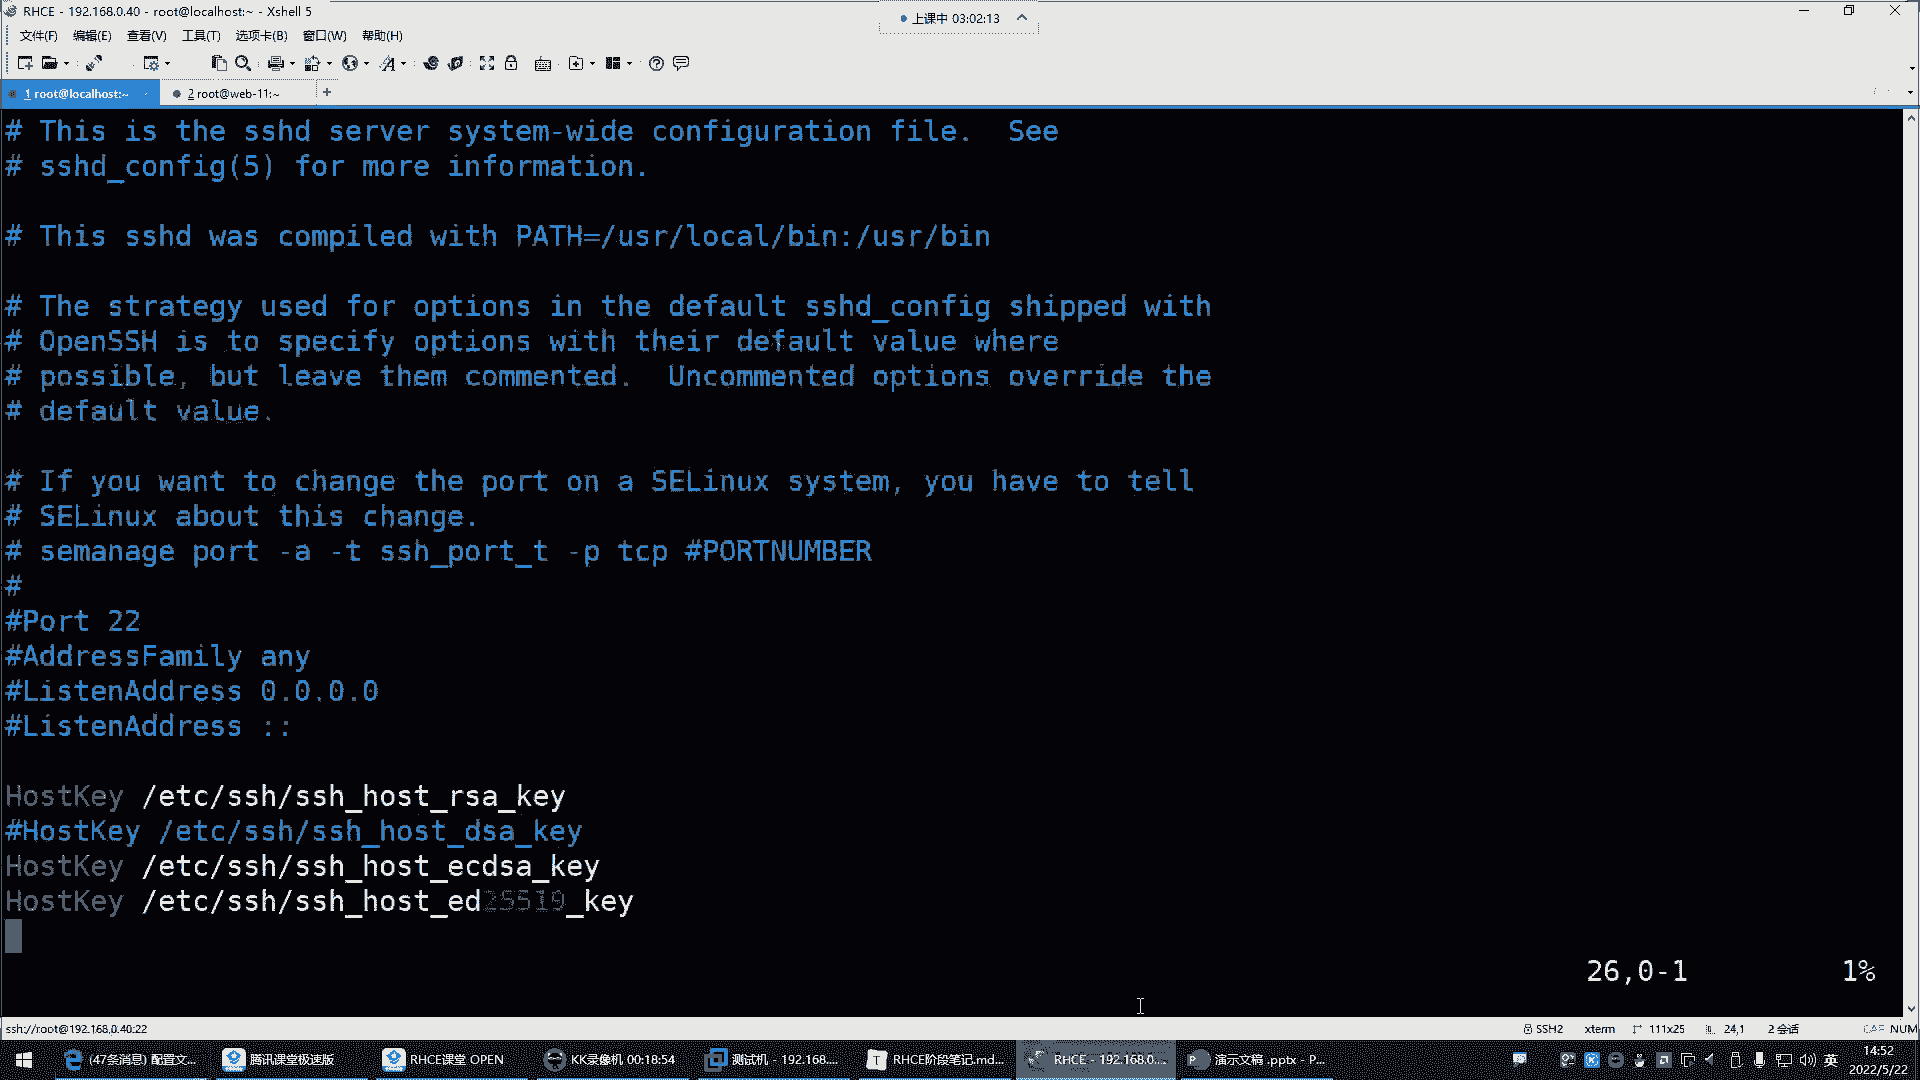 RHCE - 192.168.0.40 - root@localhost:~ - Xshell 5
上课中 03:02:13
文件(F) 编辑(E) 查看(V) 工具(T) 选项卡(B) 窗口(W) 帮助(H)
1 root@localhost:~
2 root@web-11:~
# This is the sshd server system-wide configuration file.  See
# sshd_config(5) for more information.
# This sshd was compiled with PATH=/usr/local/bin:/usr/bin
# The strategy used for options in the default sshd_config shipped with
# OpenSSH is to specify options with their default value where
# possible, but leave them commented.  Uncommented options override the
# default value.
# If you want to change the port on a SELinux system, you have to tell
# SELinux about this change.
# semanage port -a -t ssh_port_t -p tcp #PORTNUMBER
#
#Port 22
#AddressFamily any
#ListenAddress 0.0.0.0
#ListenAddress ::
HostKey /etc/ssh/ssh_host_rsa_key
#HostKey /etc/ssh/ssh_host_dsa_key
HostKey /etc/ssh/ssh_host_ecdsa_key
HostKey /etc/ssh/ssh_host_ed25519_key
26,0-1 1%
ssh://root@192.168.0.40:22
SSH2 xterm 111x25 24,1 2 会话 CAP NUM
(47条消息) 配置文...
腾讯课堂极速版
RHCE课堂 OPEN
KK录像机 00:18:54
测试机 - 192.168....
RHCE阶段笔记.md...
RHCE - 192.168.0....
演示文稿 .pptx - P...
英
14:52
2022/5/22